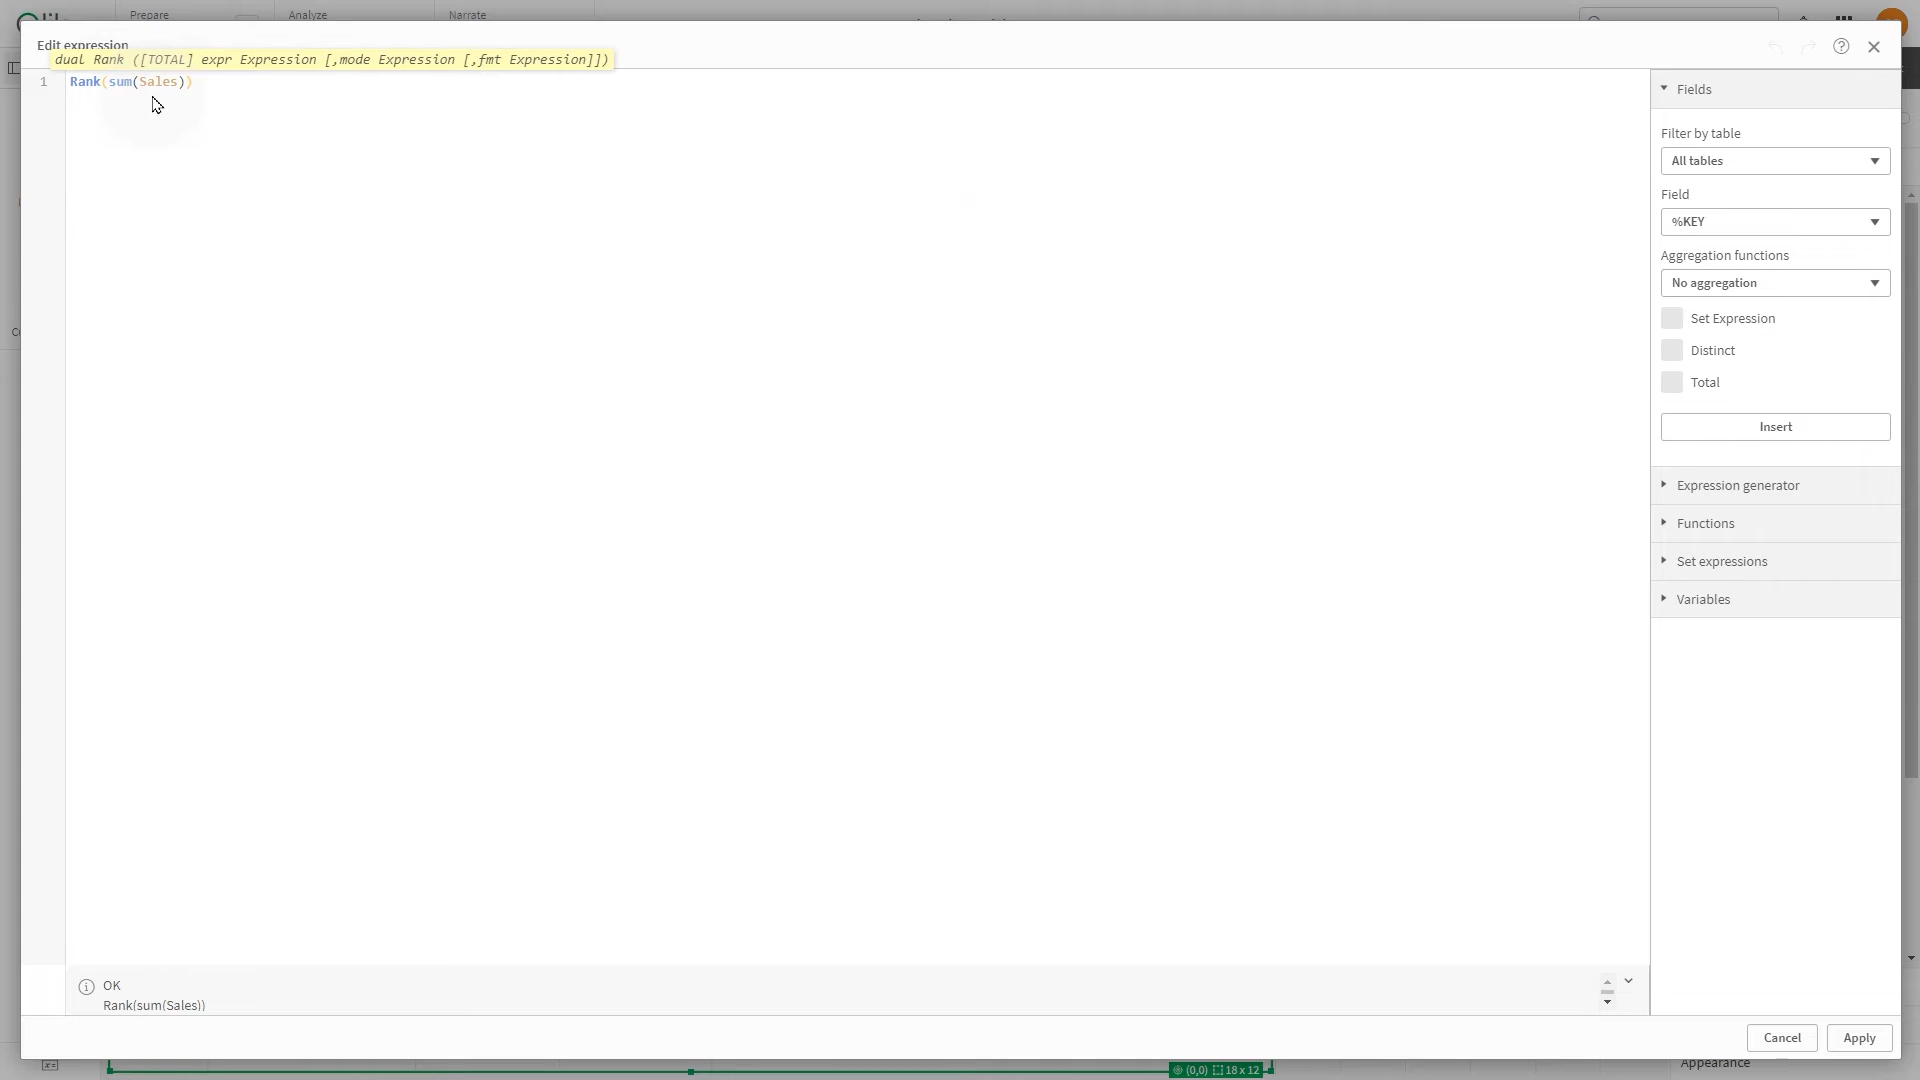 Prepare
Analyze
Narrate
Edit expression
dual Rank ([TOTAL] expr Expression [,mode Expression [,fmt Expression]])
1
Rank(sum(Sales))
Fields
Filter by table
All tables
Field
%KEY
Aggregation functions
No aggregation
Set Expression
Distinct
Total
Insert
Expression generator
Functions
Set expressions
Variables
OK
Rank(sum(Sales))
Cancel
Apply
(0,0) 18 x 12
Appearance